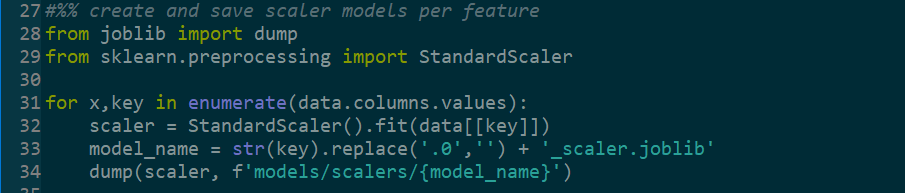 27 #%% create and save scaler models per feature
28 from joblib import dump
29 from sklearn.preprocessing import StandardScaler
30
31 for x,key in enumerate(data.columns.values):
32     scaler = StandardScaler().fit(data[[key]])
33     model_name = str(key).replace('.0','') + '_scaler.joblib'
34     dump(scaler, f'models/scalers/{model_name}')